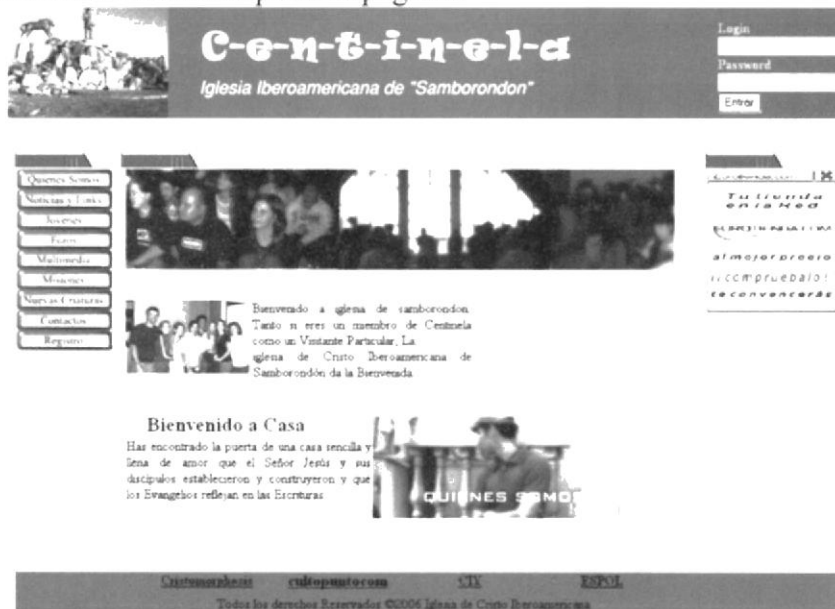 C-e-n-t-i-n-e-l-a
Iglesia Iberoamericana de "Samborondon"
Login
Password
Entrar
Quienes Somos
Noticias y Links
Jovenes
Foros
Multimedia
Misiones
Nuevas Criaturas
Contactos
Registro
Tu tienda
en la Red
al mejor precio
¡¡compruebalo!
te convencerás
Bienvenido a iglesia de samborondon.
Tanto si eres un miembro de Centinela
como un Visitante Particular, La
iglesia de Cristo Iberoamericana de
Samborondón da la Bienvenida.
Bienvenido a Casa
Has encontrado la puerta de una casa sencilla y
llena de amor que el Señor Jesús y sus
discipulos establecieron y construyeron y que
los Evangelios reflejan en las Escrituras
QUIENES SOMOS
Cristomorphosis cultopuntocom CTY ESPOL
Todos los derechos Reservados ©2006 Iglesia de Cristo Iberoamericana